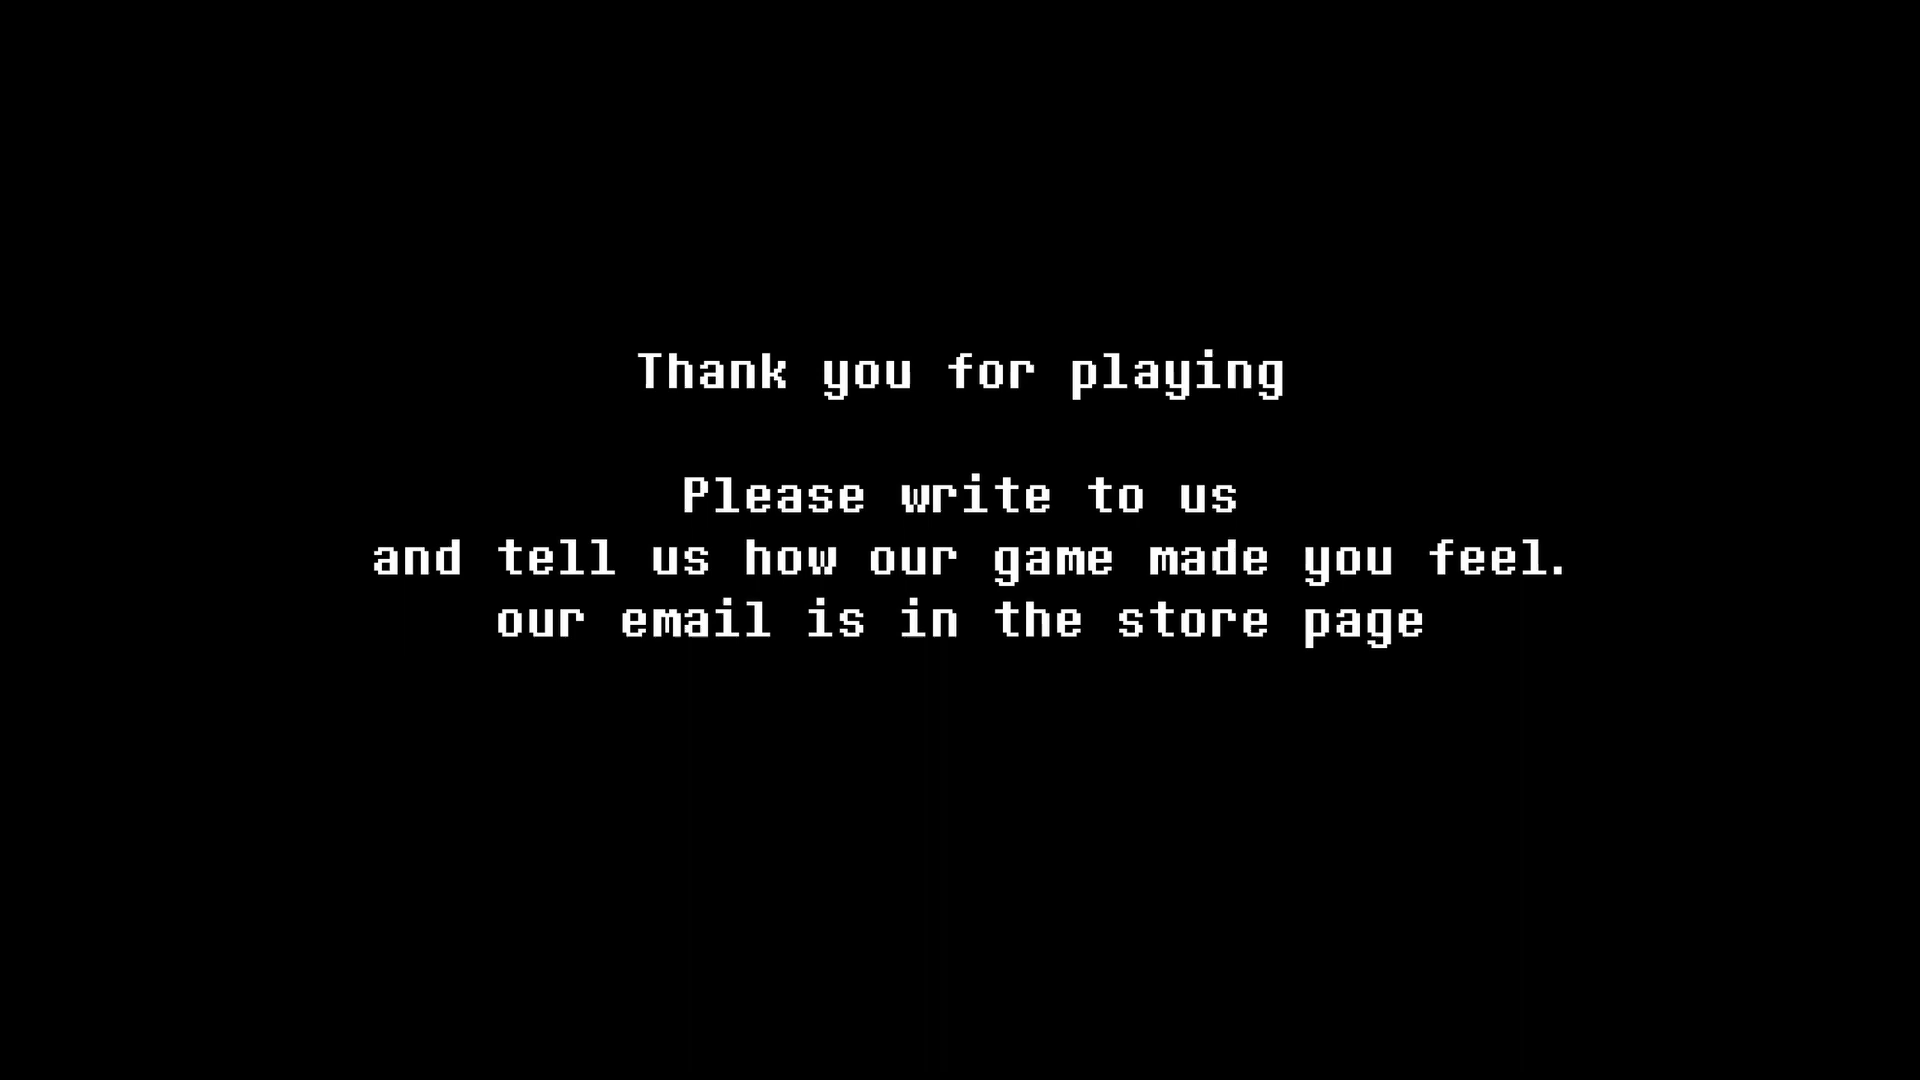 Thank you for playing
Please write to us
and tell us how our game made you feel.
our email is in the store page